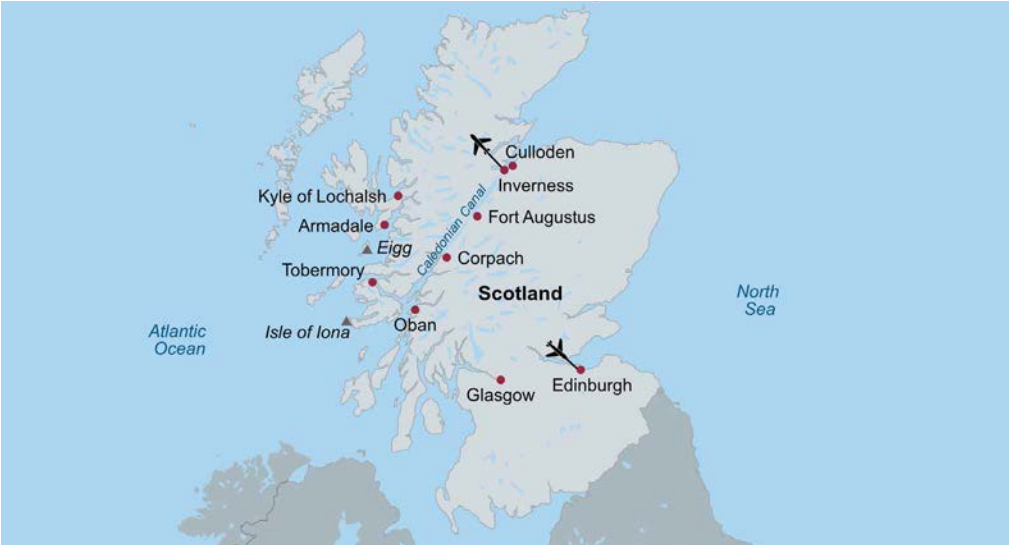 Culloden
Inverness
Kyle of Lochalsh
Caledonian Canal
Fort Augustus
Armadale
Eigg
Corpach
Tobermory
Scotland
North
Sea
Isle of Iona
Oban
Atlantic
Ocean
Glasgow
Edinburgh